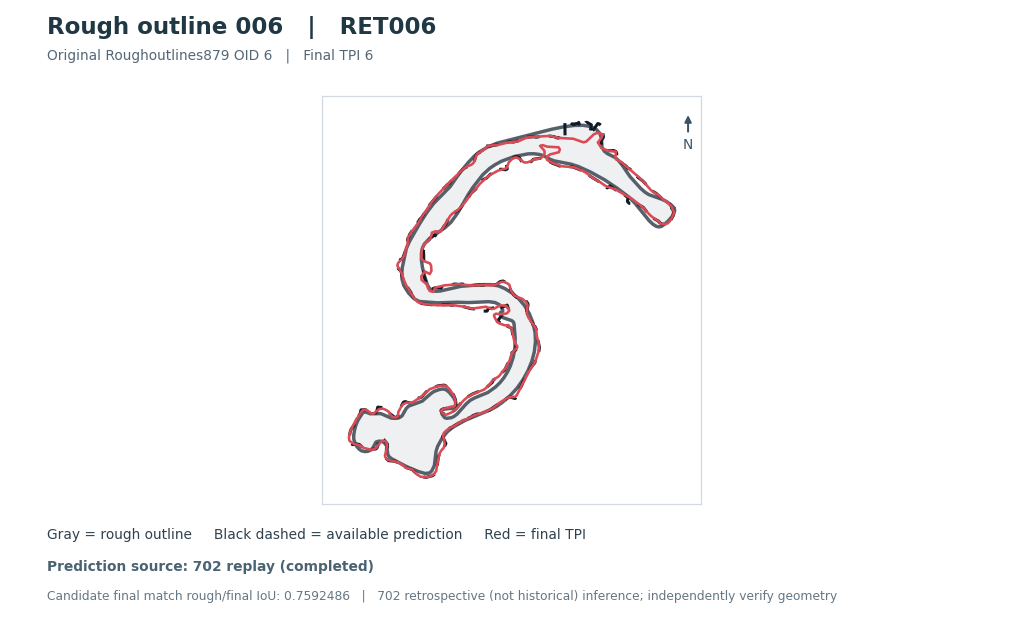 Rough outline 006   |   RET006
Original Roughoutlines879 OID 6   |   Final TPI 6
N
Gray = rough outline     Black dashed = available prediction     Red = final TPI
Prediction source: 702 replay (completed)
Candidate final match rough/final IoU: 0.7592486   |   702 retrospective (not historical) inference; independently verify geometry